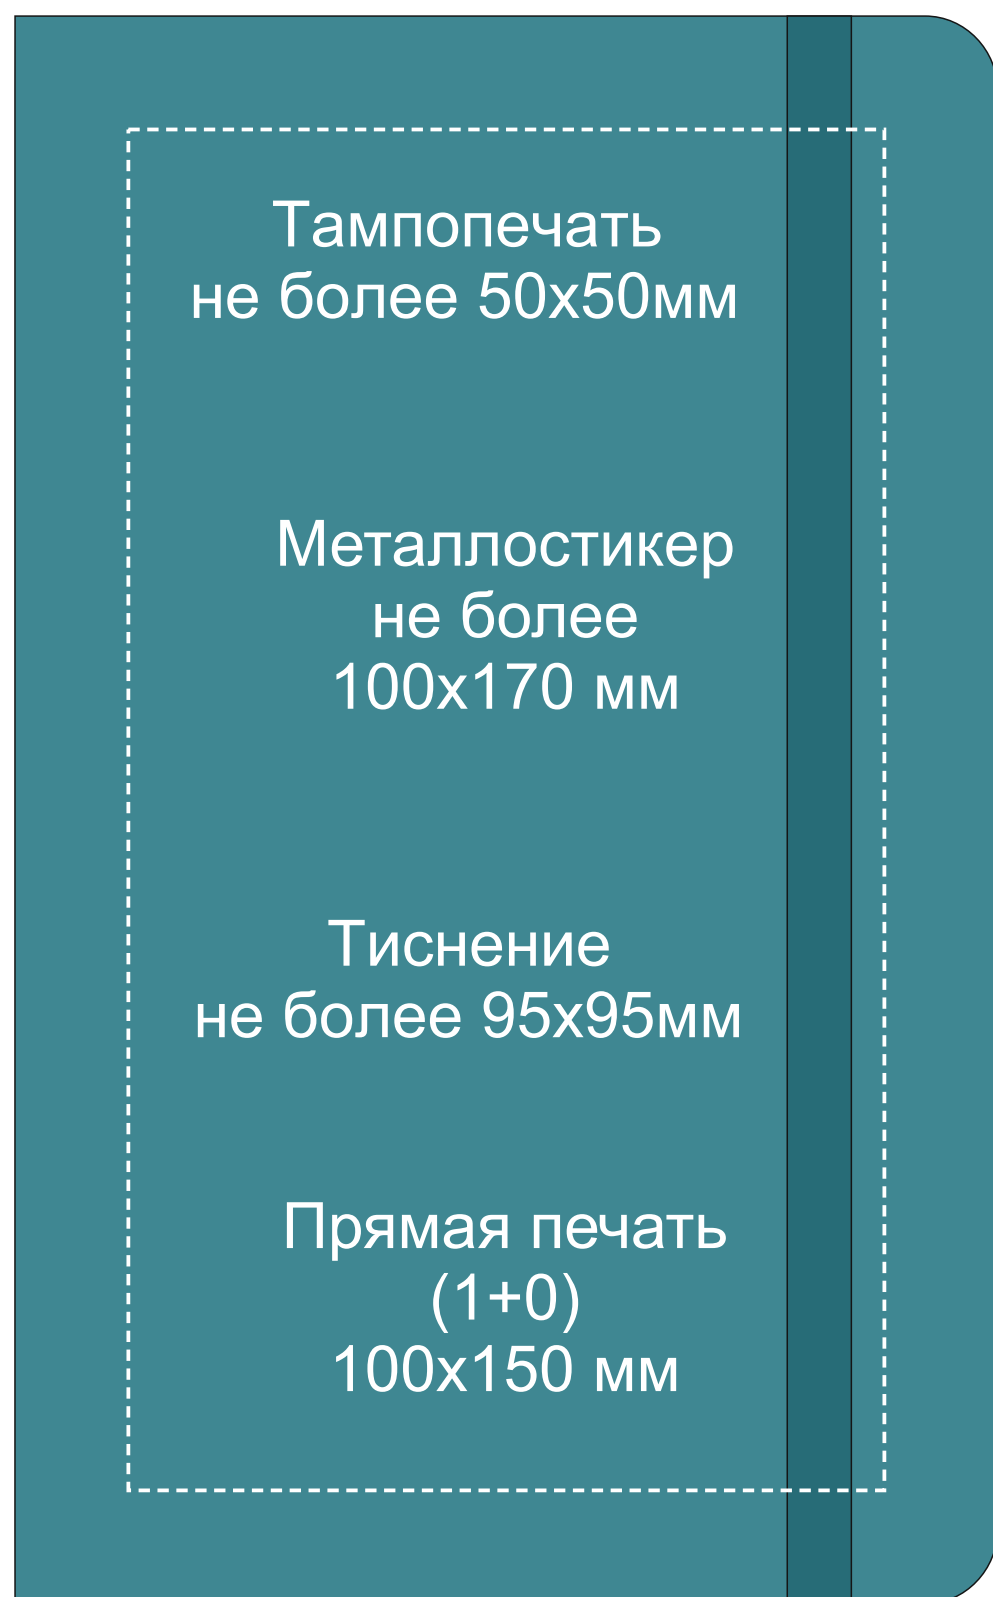 Тампопечать
не более 50х50мм
Металлостикер
не более
100х170 мм
Тиснение
не более 95х95мм
Прямая печать
(1+0)
100х150 мм